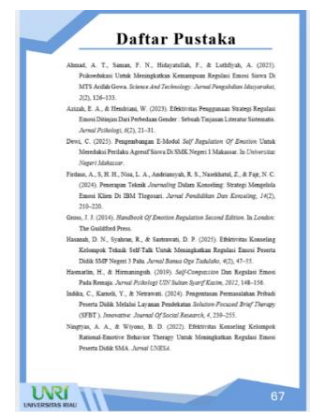 Daftar Pustaka
Ahmad, A. T., Saman, F. N., Hidayatullah, F., & Luthfiyah, A. (2023).
Psikoedukasi Untuk Meningkatkan Kemampuan Regulasi Emosi Siswa Di
MTS Arifah Gowa. Science And Technology: Jurnal Pengabdian Masyarakat,
2(2), 126–133.
Azizah, E. A., & Hendriani, W. (2023). Efektivitas Penggunaan Strategi Regulasi
Emosi Ditinjau Dari Perbedaan Gender : Sebuah Tinjauan Literatur Sistematis.
Jurnal Psikologi, 6(2), 21–31.
Dewi, C. (2025). Pengembangan E-Modul Self Regulation Of Emotion Untuk
Mereduksi Perilaku Agresif Siswa Di SMK Negeri 1 Makassar. In Universitas
Negeri Makassar.
Firdaus, A., S, H. H., Nisa, L. A., Andriansyah, R. S., Nasekhatul, Z., & Fajr, N. C.
(2024). Penerapan Teknik Journaling Dalam Konseling: Strategi Mengelola
Emosi Klien Di IBM Tlogosari. Jurnal Pendidikan Dan Konseling, 14(2),
210–220.
Gross, J. J. (2014). Handbook Of Emotion Regulation Second Edition. In London:
The Guildford Press.
Hasanah, D. N., Syahran, R., & Sastrawati, D. P. (2025). Efektivitas Konseling
Kelompok Teknik Self Talk Untuk Meningkatkan Regulasi Emosi Peserta
Didik SMP Negeri 3 Palu. Jurnal Bunga Oge Tadulako, 4(2), 47–55.
Hasmarlin, H., & Hirmaningsih. (2019). Self-Compassion Dan Regulasi Emosi
Pada Remaja. Jurnal Psikologi UIN Sultan Syarif Kasim, 2012, 148–156.
Indika, C., Karneli, Y., & Netrawati. (2024). Pengentasan Permasalahan Pribadi
Peserta Didik Melalui Layanan Pendekatan Solution-Focused Brief Therapy
(SFBT ). Innovative: Journal Of Social Research, 4, 239–255.
Ningtyas, A. A., & Wiyono, B. D. (2022). Efektivitas Konseling Kelompok
Rational-Emotive Behavior Therapy Untuk Meningkatkan Regulasi Emosi
Peserta Didik SMA. Jurnal UNESA.
UNRI
UNIVERSITAS RIAU
67